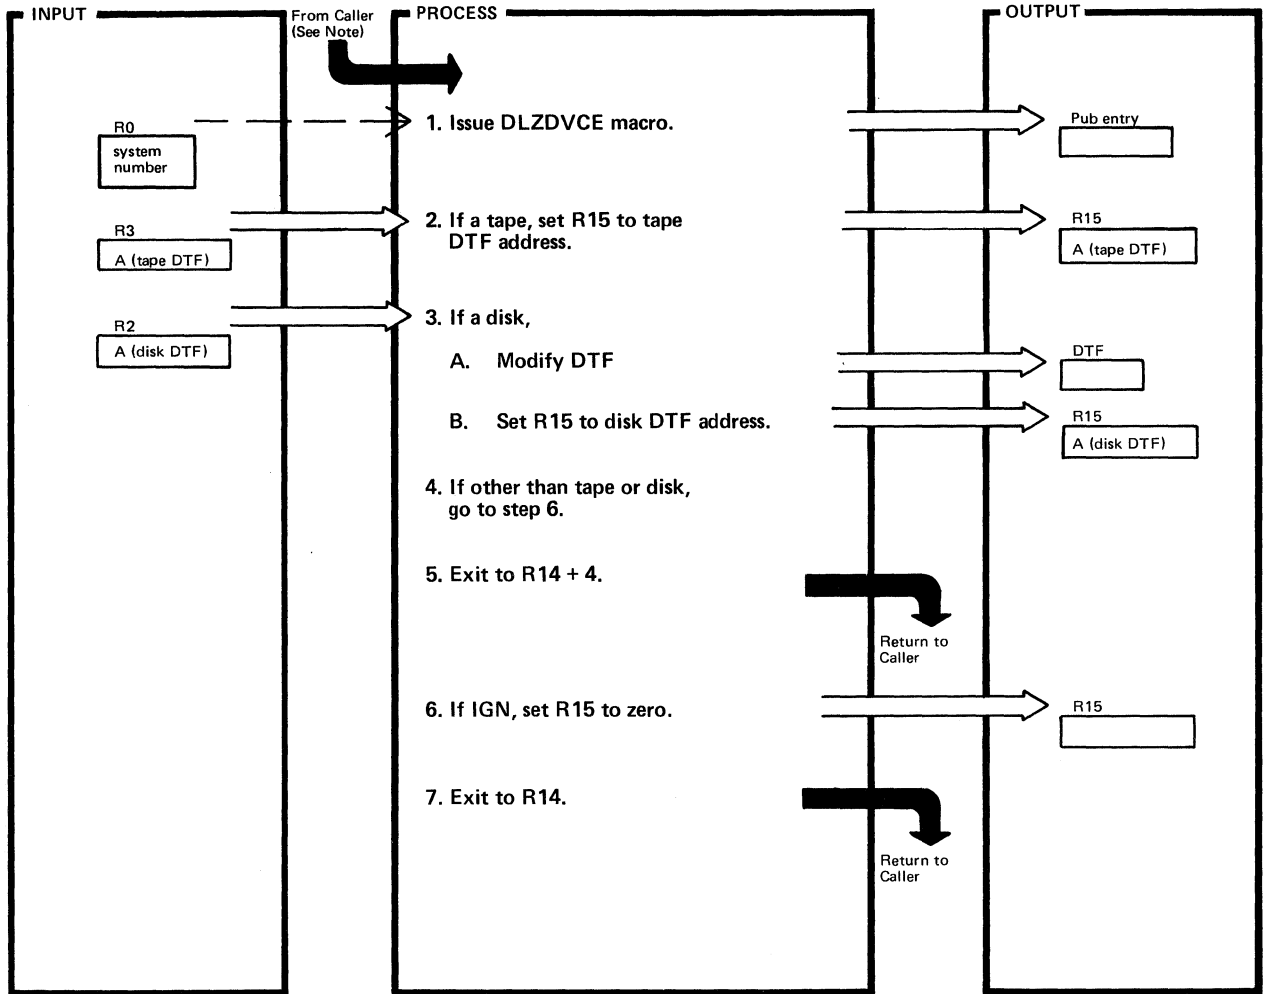 INPUT
From Caller
(See Note)
PROCESS
OUTPUT
R0
system
number
1. Issue DLZDVCE macro.
Pub entry
R3
A (tape DTF)
2. If a tape, set R15 to tape
DTF address.
R15
A (tape DTF)
R2
A (disk DTF)
3. If a disk,
A. Modify DTF
DTF
B. Set R15 to disk DTF address.
R15
A (disk DTF)
4. If other than tape or disk,
go to step 6.
5. Exit to R14 + 4.
Return to
Caller
6. If IGN, set R15 to zero.
R15
7. Exit to R14.
Return to
Caller